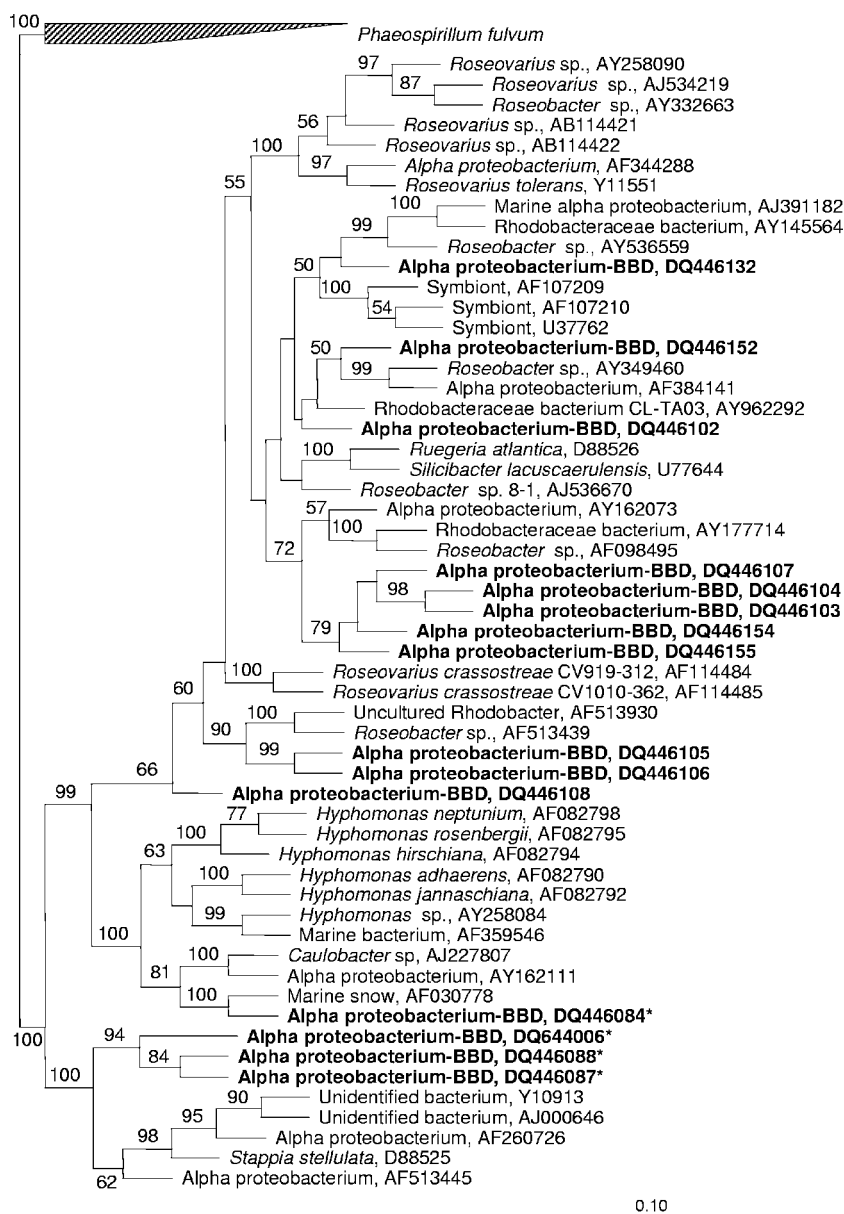 100
Phaeospirillum fulvum
97
Roseovarius sp., AY258090
87
Roseovarius sp., AJ534219
Roseobacter sp., AY332663
56
Roseovarius sp., AB114421
100
Roseovarius sp., AB114422
97
Alpha proteobacterium, AF344288
55
Roseovarius tolerans, Y11551
100
Marine alpha proteobacterium, AJ391182
99
Rhodobacteraceae bacterium, AY145564
Roseobacter sp., AY536559
50
Alpha proteobacterium-BBD, DQ446132
100
Symbiont, AF107209
54
Symbiont, AF107210
Symbiont, U37762
50
Alpha proteobacterium-BBD, DQ446152
99
Roseobacter sp., AY349460
Alpha proteobacterium, AF384141
Rhodobacteraceae bacterium CL-TA03, AY962292
Alpha proteobacterium-BBD, DQ446102
100
Ruegeria atlantica, D88526
Silicibacter lacuscaerulensis, U77644
Roseobacter sp. 8-1, AJ536670
57
Alpha proteobacterium, AY162073
100
Rhodobacteraceae bacterium, AY177714
72
Roseobacter sp., AF098495
Alpha proteobacterium-BBD, DQ446107
98
Alpha proteobacterium-BBD, DQ446104
Alpha proteobacterium-BBD, DQ446103
79
Alpha proteobacterium-BBD, DQ446154
Alpha proteobacterium-BBD, DQ446155
100
Roseovarius crassostreae CV919-312, AF114484
60
Roseovarius crassostreae CV1010-362, AF114485
100
Uncultured Rhodobacter, AF513930
90
Roseobacter sp., AF513439
99
Alpha proteobacterium-BBD, DQ446105
66
Alpha proteobacterium-BBD, DQ446106
99
Alpha proteobacterium-BBD, DQ446108
77
Hyphomonas neptunium, AF082798
100
Hyphomonas rosenbergii, AF082795
63
Hyphomonas hirschiana, AF082794
100
Hyphomonas adhaerens, AF082790
Hyphomonas jannaschiana, AF082792
99
Hyphomonas sp., AY258084
100
Marine bacterium, AF359546
100
Caulobacter sp, AJ227807
81
Alpha proteobacterium, AY162111
100
Marine snow, AF030778
Alpha proteobacterium-BBD, DQ446084*
100
94
Alpha proteobacterium-BBD, DQ644006*
84
Alpha proteobacterium-BBD, DQ446088*
100
Alpha proteobacterium-BBD, DQ446087*
90
Unidentified bacterium, Y10913
95
Unidentified bacterium, AJ000646
98
Alpha proteobacterium, AF260726
Stappia stellulata, D88525
62
Alpha proteobacterium, AF513445
0.10